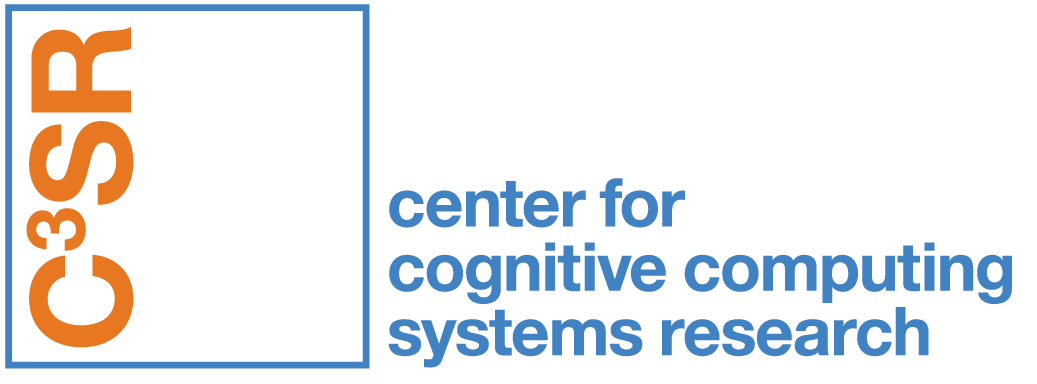 C³SR
center for
cognitive computing
systems research